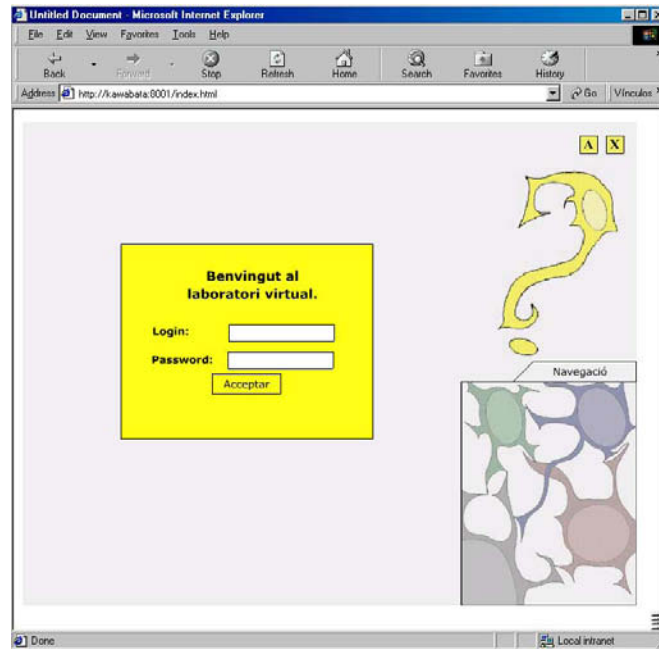 Untitled Document - Microsoft Internet Explorer
File Edit View Favorites Tools Help
Back Forward Stop Refresh Home Search Favorites History
Address http://kawabata:8001/index.html Go Vínculos
A X
Benvingut al
laboratori virtual.
Login:
Password:
Acceptar
Navegació
Done Local intranet